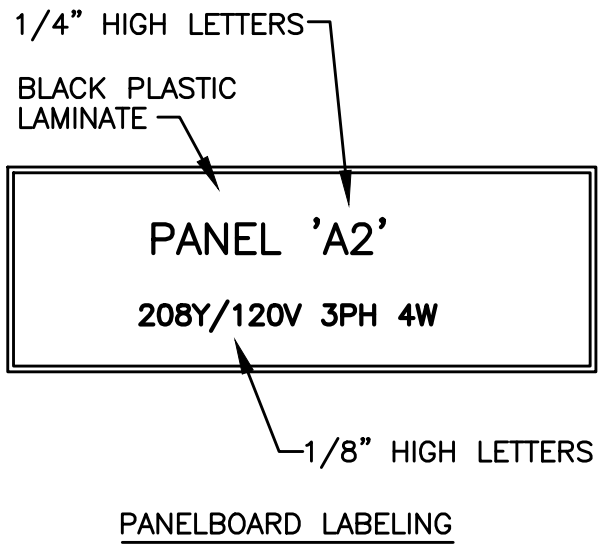 1/4” HIGH LETTERS
BLACK PLASTIC
LAMINATE
PANEL 'A2'
208Y/120V 3PH 4W
1/8” HIGH LETTERS
PANELBOARD LABELING